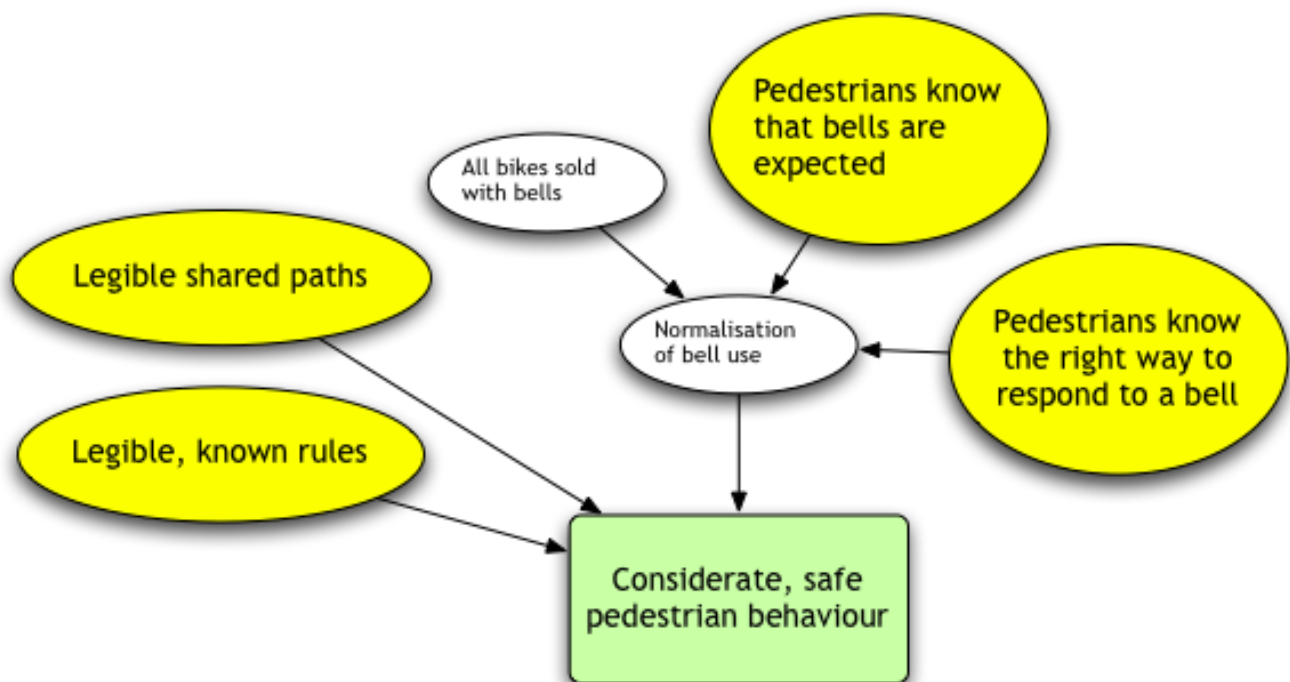 Pedestrians know
that bells are
expected
All bikes sold
with bells
Legible shared paths
Normalisation
of bell use
Pedestrians know
the right way to
respond to a bell
Legible, known rules
Considerate, safe
pedestrian behaviour